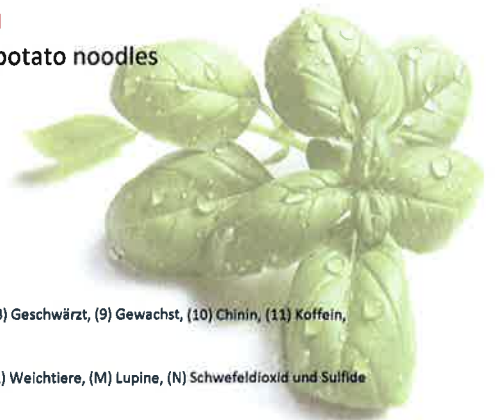 potato noodles
) Geschwärzt, (9) Gewachst, (10) Chinin, (11) Koffein,
) Weichtiere, (M) Lupine, (N) Schwefeldioxid und Sulfide